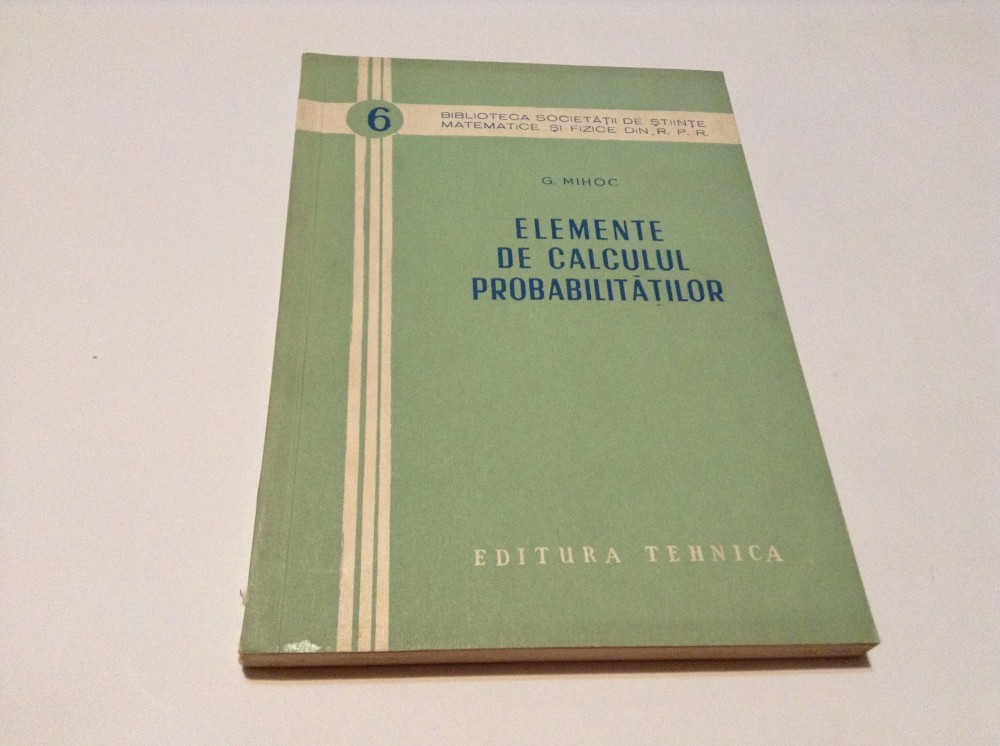 6
BIBLIOTECA SOCIETĂȚII DE ȘTIINȚE
MATEMATICE ȘI FIZICE DIN R. P. R.
G. MIHOC
ELEMENTE
DE CALCULUL
PROBABILITĂȚILOR
EDITURA TEHNICA